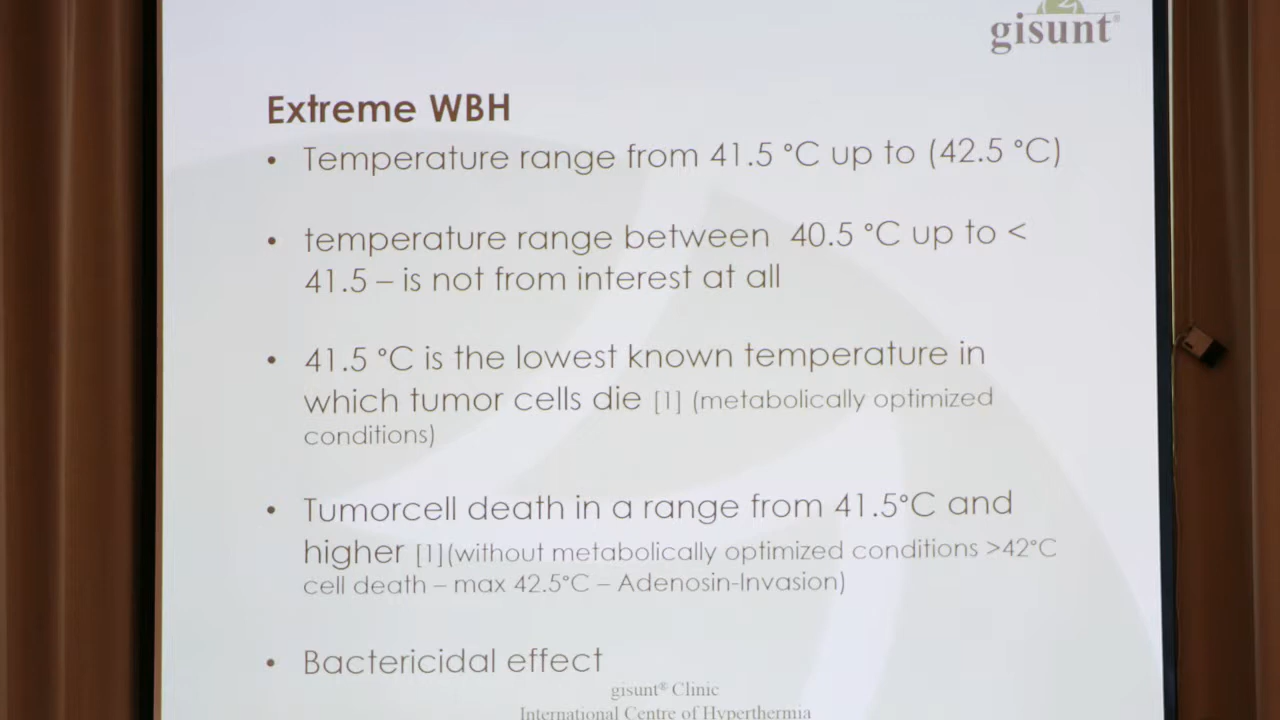 gisunt®
Extreme WBH
• Temperature range from 41.5 °C up to (42.5 °C)
• temperature range between 40.5 °C up to <
41.5 – is not from interest at all
• 41.5 °C is the lowest known temperature in
which tumor cells die [1] (metabolically optimized
conditions)
• Tumorcell death in a range from 41.5°C and
higher [1](without metabolically optimized conditions >42°C
cell death – max 42.5°C – Adenosin-Invasion)
• Bactericidal effect
gisunt® Clinic
International Centre of Hyperthermia